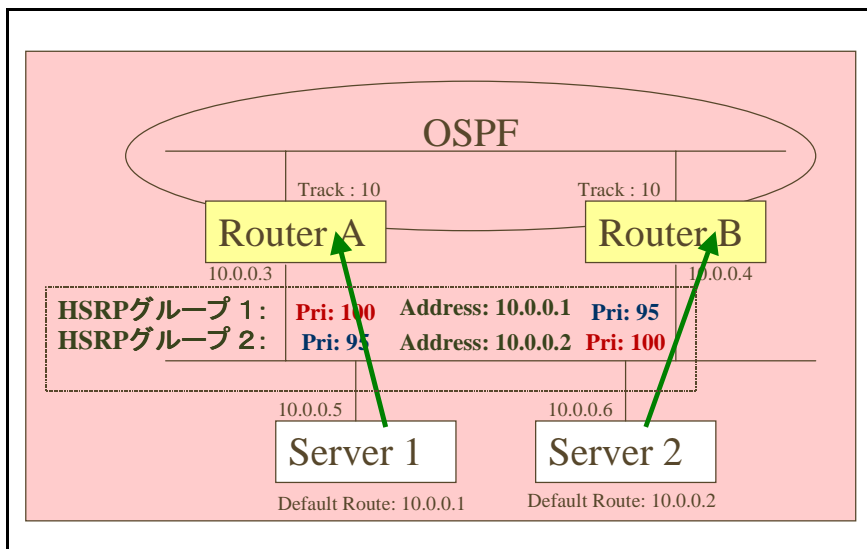 OSPF
Track : 10
Track : 10
Router A
Router B
10.0.0.3
10.0.0.4
HSRPグループ 1: Pri: 100 Address: 10.0.0.1 Pri: 95
HSRPグループ 2: Pri: 95 Address: 10.0.0.2 Pri: 100
10.0.0.5
10.0.0.6
Server 1
Server 2
Default Route: 10.0.0.1
Default Route: 10.0.0.2